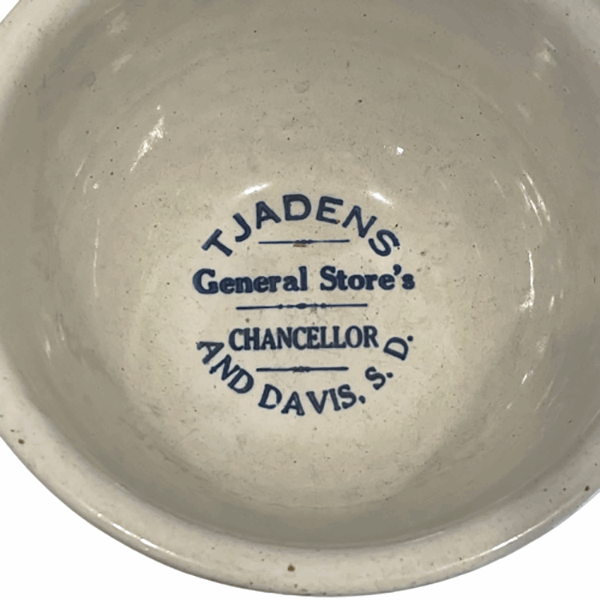 TJADENS
General Store's
CHANCELLOR
AND DAVIS, S. D.